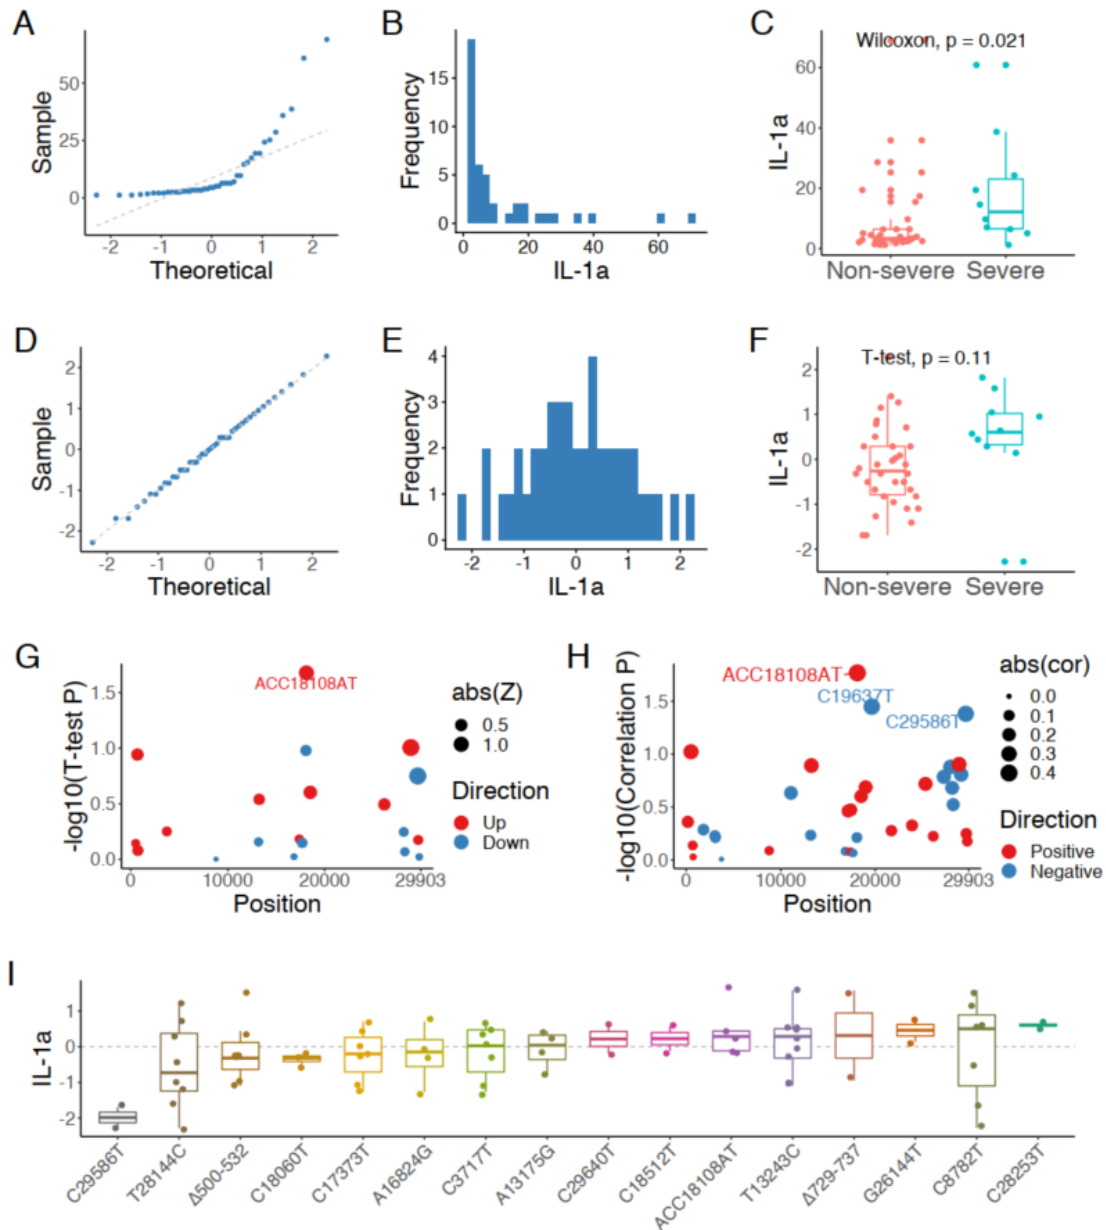 A
Sample
50
25
0
-2
-1
0
1
2
Theoretical
B
Frequency
15
10
5
0
0
20
40
60
IL-1a
C
Wilcoxon, p = 0.021
IL-1a
60
40
20
0
Non-severe
Severe
D
Sample
2
1
0
-1
-2
-2
-1
0
1
2
Theoretical
E
Frequency
4
3
2
1
0
-2
-1
0
1
2
IL-1a
F
T-test, p = 0.11
IL-1a
2
1
0
-1
-2
Non-severe
Severe
G
-log10(T-test P)
1.5
1.0
0.5
0.0
ACC18108AT
0
10000
20000
29903
Position
abs(Z)
0.5
1.0
Direction
Up
Down
H
-log10(Correlation P)
1.5
1.0
0.5
0.0
ACC18108AT
C19637T
C29586T
0
10000
20000
29903
Position
abs(cor)
0.0
0.1
0.2
0.3
0.4
Direction
Positive
Negative
I
IL-1a
1
0
-1
-2
C29586T
T28144C
Δ500-532
C18060T
C17373T
A16824G
C3717T
A13175G
C29640T
C18512T
ACC18108AT
T13243C
Δ729-737
G26144T
C8782T
C28253T